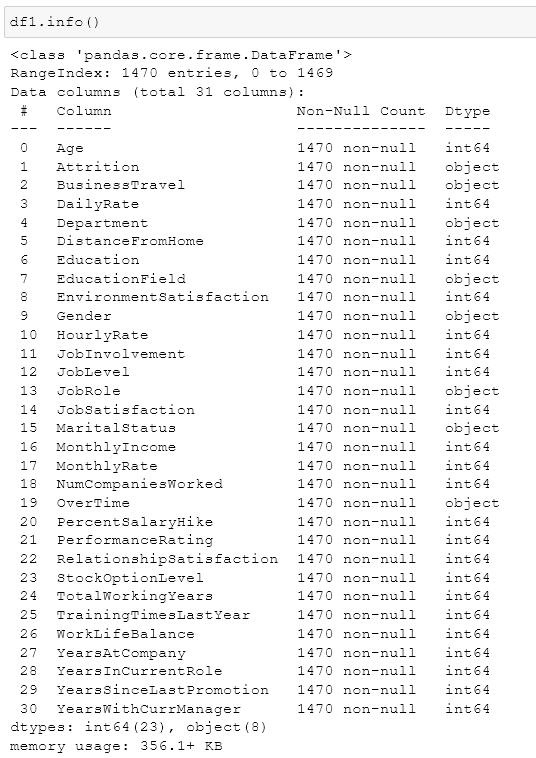 df1.info()
<class 'pandas.core.frame.DataFrame'>
RangeIndex: 1470 entries, 0 to 1469
Data columns (total 31 columns):
 #   Column                    Non-Null Count  Dtype
---  ------                    --------------  -----
 0   Age                       1470 non-null   int64
 1   Attrition                 1470 non-null   object
 2   BusinessTravel            1470 non-null   object
 3   DailyRate                 1470 non-null   int64
 4   Department                1470 non-null   object
 5   DistanceFromHome          1470 non-null   int64
 6   Education                 1470 non-null   int64
 7   EducationField            1470 non-null   object
 8   EnvironmentSatisfaction   1470 non-null   int64
 9   Gender                    1470 non-null   object
 10  HourlyRate                1470 non-null   int64
 11  JobInvolvement            1470 non-null   int64
 12  JobLevel                  1470 non-null   int64
 13  JobRole                   1470 non-null   object
 14  JobSatisfaction           1470 non-null   int64
 15  MaritalStatus             1470 non-null   object
 16  MonthlyIncome             1470 non-null   int64
 17  MonthlyRate               1470 non-null   int64
 18  NumCompaniesWorked        1470 non-null   int64
 19  OverTime                  1470 non-null   object
 20  PercentSalaryHike         1470 non-null   int64
 21  PerformanceRating         1470 non-null   int64
 22  RelationshipSatisfaction  1470 non-null   int64
 23  StockOptionLevel          1470 non-null   int64
 24  TotalWorkingYears         1470 non-null   int64
 25  TrainingTimesLastYear     1470 non-null   int64
 26  WorkLifeBalance           1470 non-null   int64
 27  YearsAtCompany            1470 non-null   int64
 28  YearsInCurrentRole        1470 non-null   int64
 29  YearsSinceLastPromotion   1470 non-null   int64
 30  YearsWithCurrManager      1470 non-null   int64
dtypes: int64(23), object(8)
memory usage: 356.1+ KB